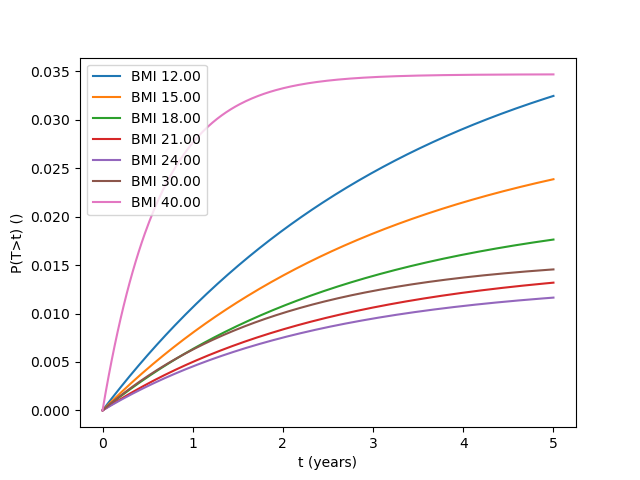 0.035
0.030
0.025
0.020
0.015
0.010
0.005
0.000
P(T>t) ()
BMI 12.00
BMI 15.00
BMI 18.00
BMI 21.00
BMI 24.00
BMI 30.00
BMI 40.00
0 1 2 3 4 5
t (years)